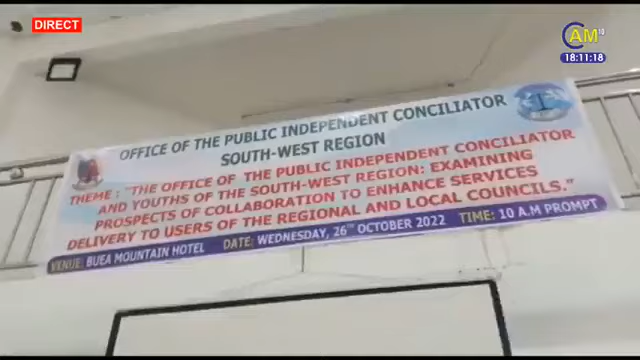 DIRECT
CAM10
18:11:18
OFFICE OF THE PUBLIC INDEPENDENT CONCILIATOR
SOUTH-WEST REGION
THEME : "THE OFFICE OF THE PUBLIC INDEPENDENT CONCILIATOR
AND YOUTHS OF THE SOUTH-WEST REGION: EXAMINING
PROSPECTS OF COLLABORATION TO ENHANCE SERVICES
DELIVERY TO USERS OF THE REGIONAL AND LOCAL COUNCILS."
VENUE: BUEA MOUNTAIN HOTEL DATE: WEDNESDAY, 26TH OCTOBER 2022 TIME: 10 A.M PROMPT